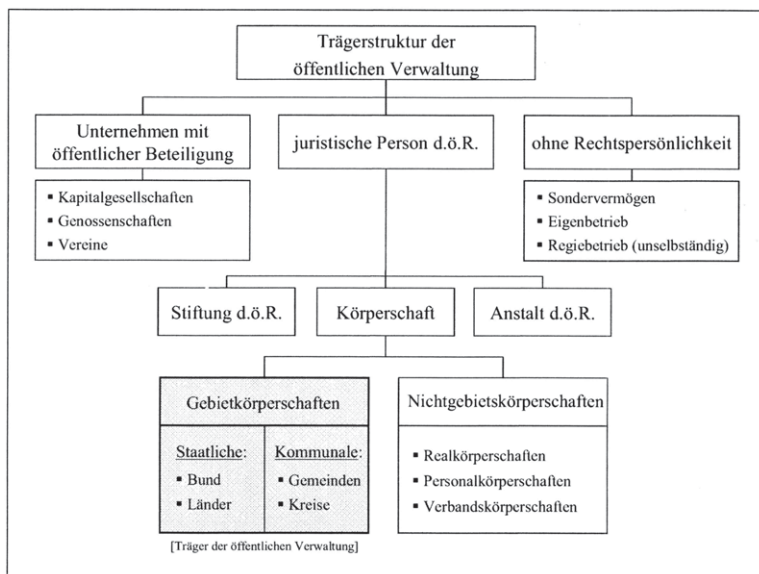 Trägerstruktur der
öffentlichen Verwaltung
Unternehmen mit
öffentlicher Beteiligung
▪ Kapitalgesellschaften
▪ Genossenschaften
▪ Vereine
juristische Person d.ö.R.
ohne Rechtspersönlichkeit
▪ Sondervermögen
▪ Eigenbetrieb
▪ Regiebetrieb (unselbständig)
Stiftung d.ö.R.
Körperschaft
Anstalt d.ö.R.
Gebietkörperschaften
Staatliche:
▪ Bund
▪ Länder
Kommunale:
▪ Gemeinden
▪ Kreise
[Träger der öffentlichen Verwaltung]
Nichtgebietskörperschaften
▪ Realkörperschaften
▪ Personalkörperschaften
▪ Verbandskörperschaften